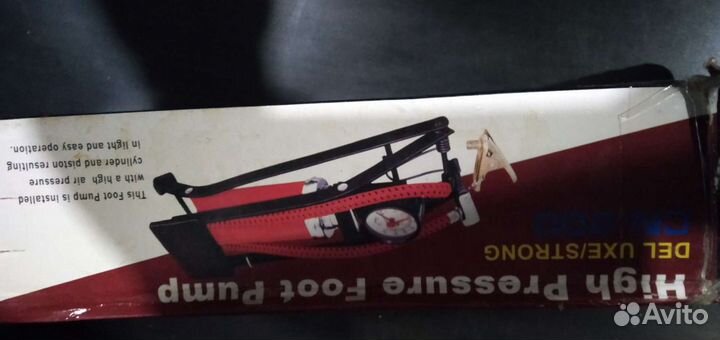 High Pressure Foot Pump
DEL UXE/STRONG
This Foot Pump is installed
with a high air pressure
cylinder and piston resulting
in light and easy operation.
Avito